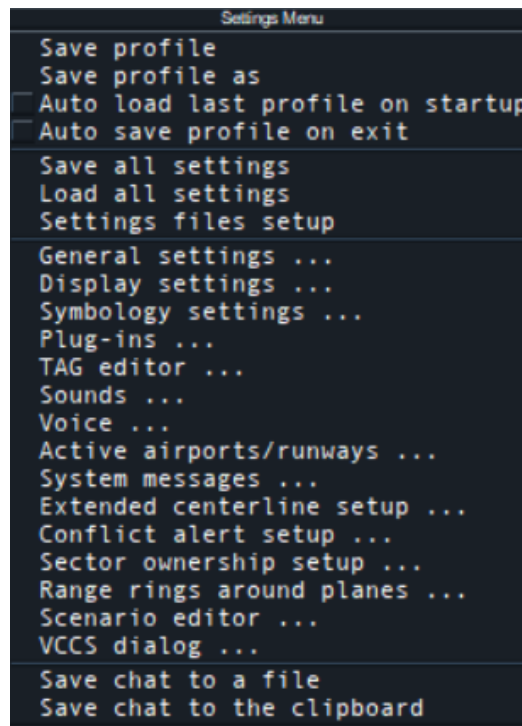 Settings Menu
Save profile
Save profile as
Auto load last profile on startup
Auto save profile on exit
Save all settings
Load all settings
Settings files setup
General settings ...
Display settings ...
Symbology settings ...
Plug-ins ...
TAG editor ...
Sounds ...
Voice ...
Active airports/runways ...
System messages ...
Extended centerline setup ...
Conflict alert setup ...
Sector ownership setup ...
Range rings around planes ...
Scenario editor ...
VCCS dialog ...
Save chat to a file
Save chat to the clipboard